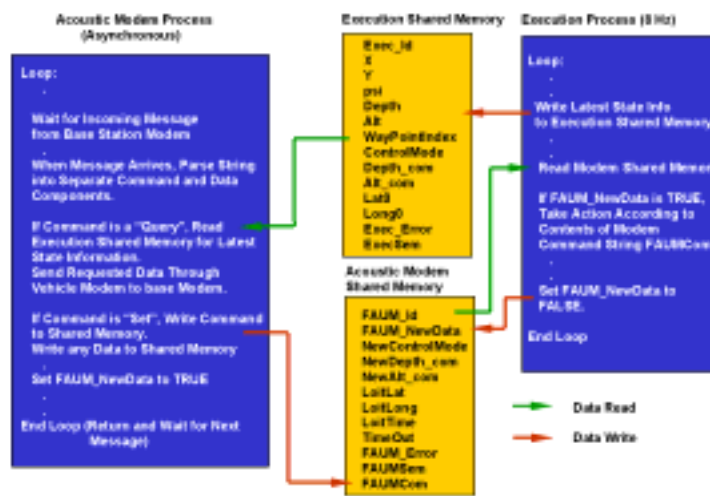 Acoustic Modem Process
(Asynchronous)
Loop:
.
Wait for Incoming Message
from Base Station Modem
.
When Message Arrives, Parse String
into Separate Command and Data
Components.
If Command is a "Query", Read
Execution Shared Memory for Latest
State Information.
Send Requested Data Through
Vehicle Modem to base Modem.
If Command is "Set", Write Command
to Shared Memory.
Write any Data to Shared Memory
.
Set FAUM_NewData to TRUE
.
.
End Loop (Return and Wait for Next
Message)
Execution Shared Memory
Exec_Id
X
Y
psi
Depth
Alt
WayPointIndex
ControlMode
Depth_com
Alt_com
Lat0
Long0
Exec_Error
ExecSem
Acoustic Modem
Shared Memory
FAUM_Id
FAUM_NewData
NewControlMode
NewDepth_com
NewAlt_com
LoitLat
LoitLong
LoitTime
TimeOut
FAUM_Error
FAUMSem
FAUMCom
Execution Process (8 Hz)
Loop:
.
.
Write Latest State Info
to Execution Shared Memory
.
.
Read Modem Shared Memor
If FAUM_NewData is TRUE,
Take Action According to
Contents of Modem
Command String FAUMCom
.
.
Set FAUM_NewData to
FALSE.
End Loop
Data Read
Data Write